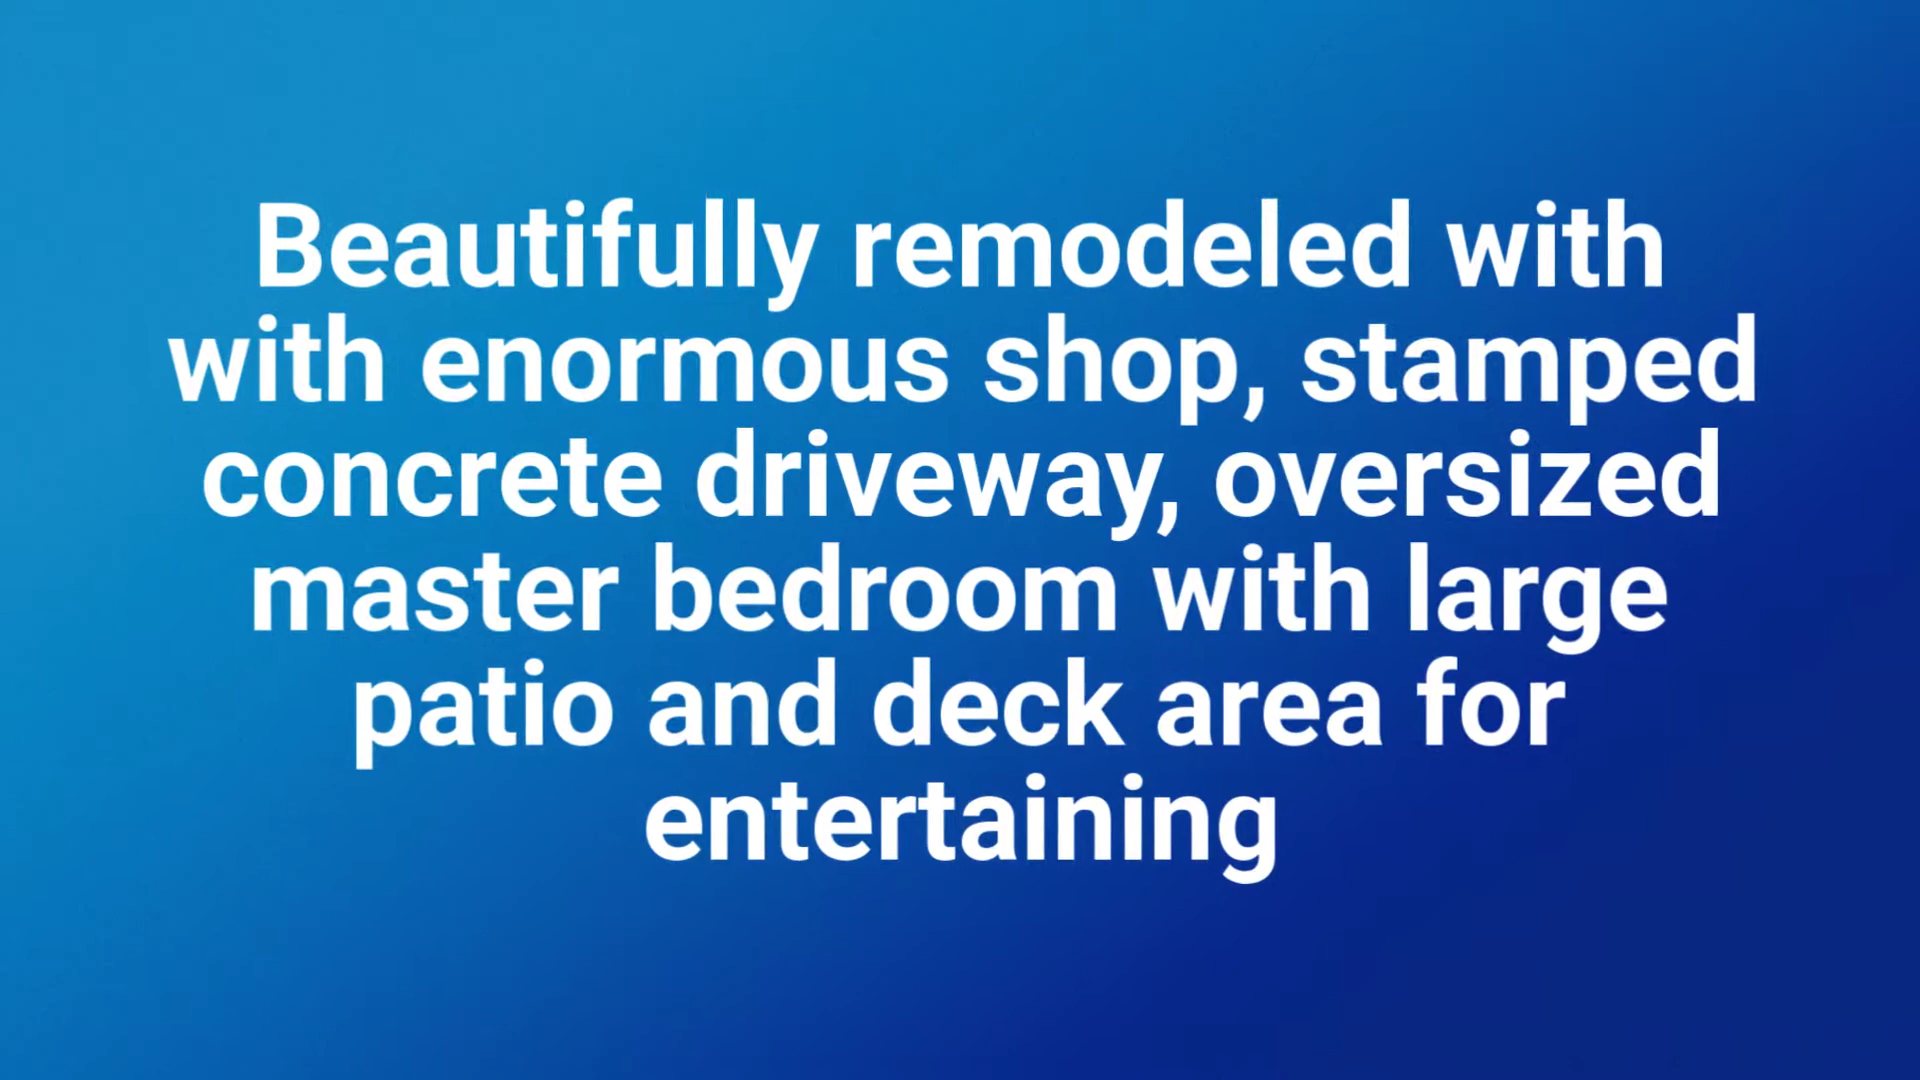 Beautifully remodeled with
with enormous shop, stamped
concrete driveway, oversized
master bedroom with large
patio and deck area for
entertaining